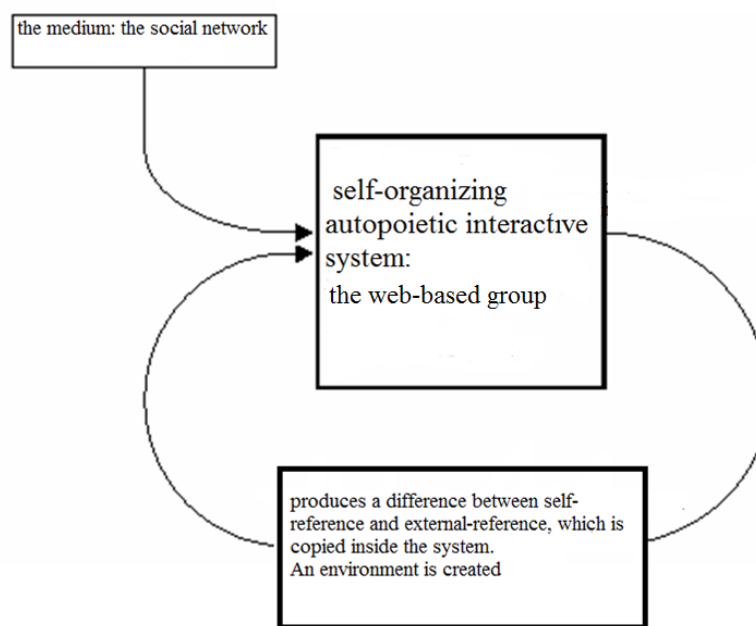 the medium: the social network
self-organizing
autopoietic interactive
system:
the web-based group
produces a difference between self-
reference and external-reference, which is
copied inside the system.
An environment is created